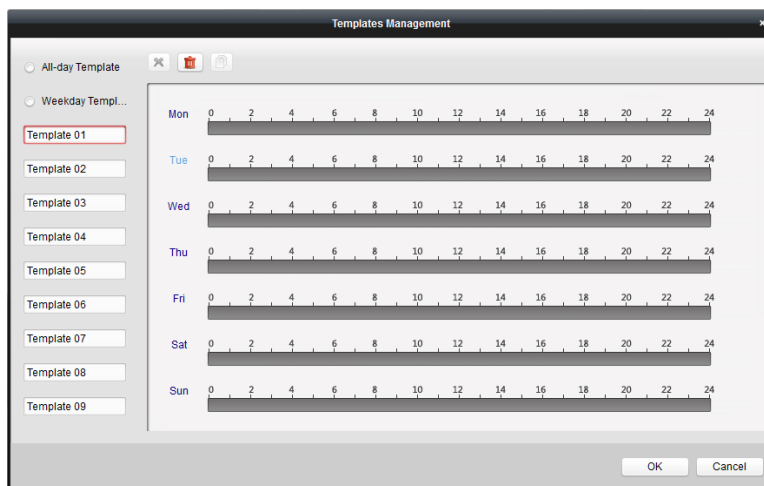 Templates Management
All-day Template
Weekday Templ...
Template 01
Template 02
Template 03
Template 04
Template 05
Template 06
Template 07
Template 08
Template 09
Mon 0 2 4 6 8 10 12 14 16 18 20 22 24
Tue 0 2 4 6 8 10 12 14 16 18 20 22 24
Wed 0 2 4 6 8 10 12 14 16 18 20 22 24
Thu 0 2 4 6 8 10 12 14 16 18 20 22 24
Fri 0 2 4 6 8 10 12 14 16 18 20 22 24
Sat 0 2 4 6 8 10 12 14 16 18 20 22 24
Sun 0 2 4 6 8 10 12 14 16 18 20 22 24
OK Cancel